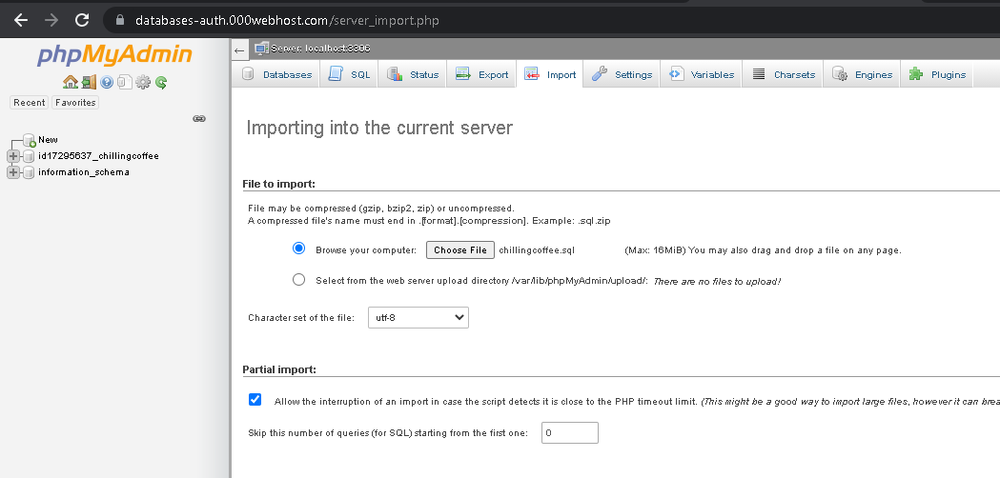 databases-auth.000webhost.com/server_import.php
phpMyAdmin
Recent Favorites
New
id17295637_chillingcoffee
information_schema
Server: localhost:3306
Databases SQL Status Export Import Settings Variables Charsets Engines Plugins
Importing into the current server
File to import:
File may be compressed (gzip, bzip2, zip) or uncompressed.
A compressed file's name must end in .[format].[compression]. Example: .sql.zip
Browse your computer: Choose File chillingcoffee.sql (Max: 16MiB) You may also drag and drop a file on any page.
Select from the web server upload directory /var/lib/phpMyAdmin/upload/: There are no files to upload!
Character set of the file: utf-8
Partial import:
Allow the interruption of an import in case the script detects it is close to the PHP timeout limit. (This might be a good way to import large files, however it can brea
Skip this number of queries (for SQL) starting from the first one: 0